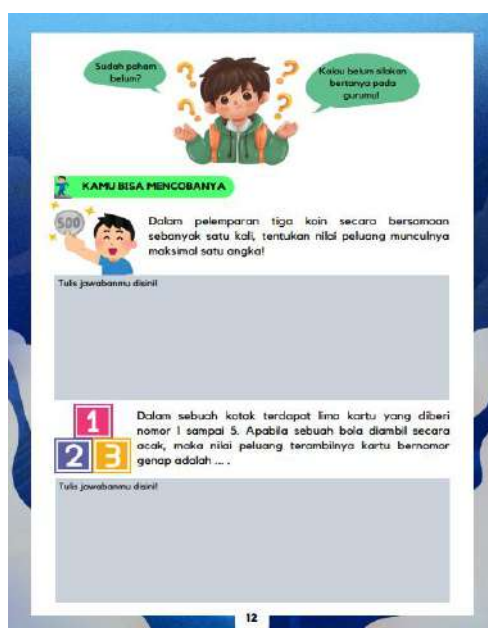 Sudah paham
belum?
Kalau belum silakan
bertanya pada
gurumu!
KAMU BISA MENCOBANYA
500
Dalam pelemparan tiga koin secara bersamaan
sebanyak satu kali, tentukan nilai peluang munculnya
maksimal satu angka!
Tulis jawabanmu disini!
1
2 3
Dalam sebuah kotak terdapat lima kartu yang diberi
nomor 1 sampai 5. Apabila sebuah bola diambil secara
acak, maka nilai peluang terambilnya kartu bernomor
genap adalah ... .
Tulis jawabanmu disini!
12